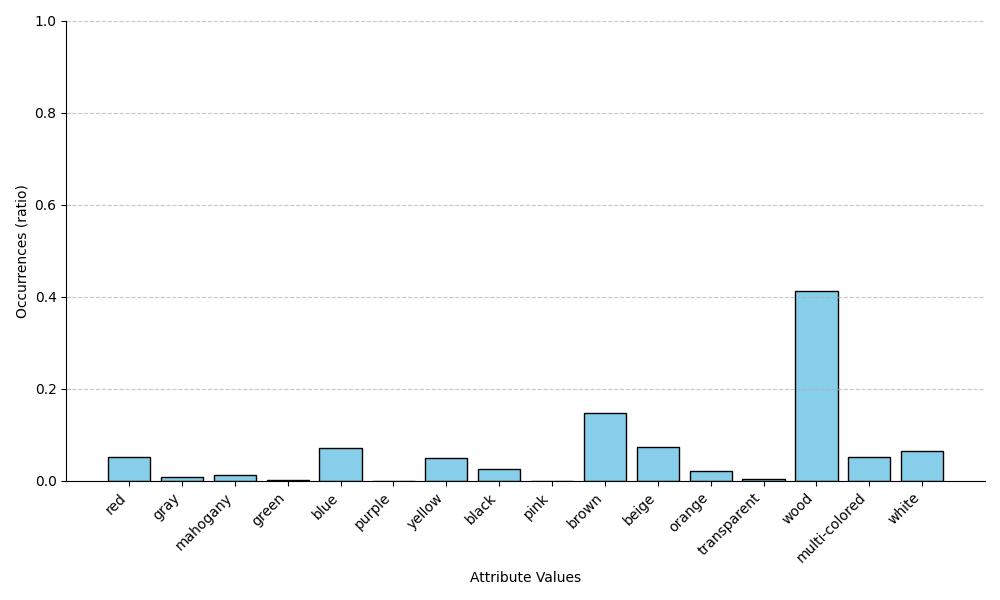 1.0
0.8
0.6
0.4
0.2
0.0
Occurrences (ratio)
red
gray
mahogany
green
blue
purple
yellow
black
pink
brown
beige
orange
transparent
wood
multi-colored
white
Attribute Values